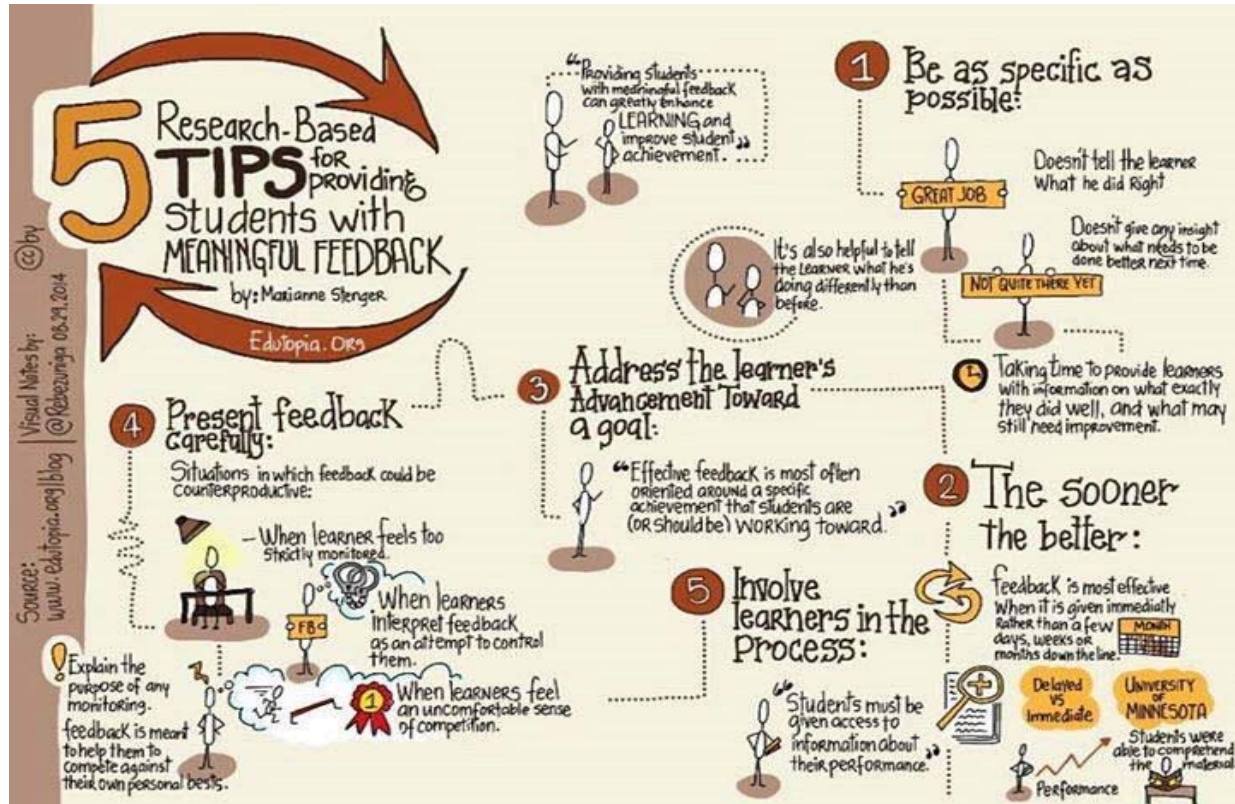 5
Research-Based
TIPS for
providing
Students with
MEANINGFUL FEEDBACK
by: Marianne Stenger
Edutopia.ORG
Source:
www.edutopia.org/blog
Visual Notes by:
@Rebezuniga 08.29.2014
cc by
“Providing students
with meaningful feedback
can greatly enhance
LEARNING and
improve student
achievement.”
1
Be as specific as
possible:
GREAT JOB
Doesn't tell the learner
What he did Right
NOT QUITE THERE YET
Doesn't give any insight
about what needs to be
done better next time.
It's also helpful to tell
the learner what he's
doing differently than
before.
Taking time to provide learners
with information on what exactly
they did well, and what may
still need improvement.
2
The sooner
the better:
feedback is most effective
When it is given immediatly
Rather than a few
days, weeks or
months down the line.
MONTH
Delayed
VS
Immediate
UNIVERSITY
OF
MINNESOTA
Performance
Students were
able to comprehend
the material
3
Address the learner's
Advancement Toward
a goal:
“Effective feedback is most often
oriented around a specific
achievement that students are
(OR should be) WORKING toward.”
4
Present feedback
carefully:
Situations in which feedback could be
counterproductive:
— When learner feels too
strictly monitored.
FB
When learners
interpret feedback
as an attempt to control
them.
1
When learners feel
an uncomfortable sense
of competition.
!
Explain the
purpose of any
monitoring.
feedback is meant
to help them to
compete against
their own personal bests.
5
Involve
learners in the
Process:
“Students must be
given access to
information about
their performance.”